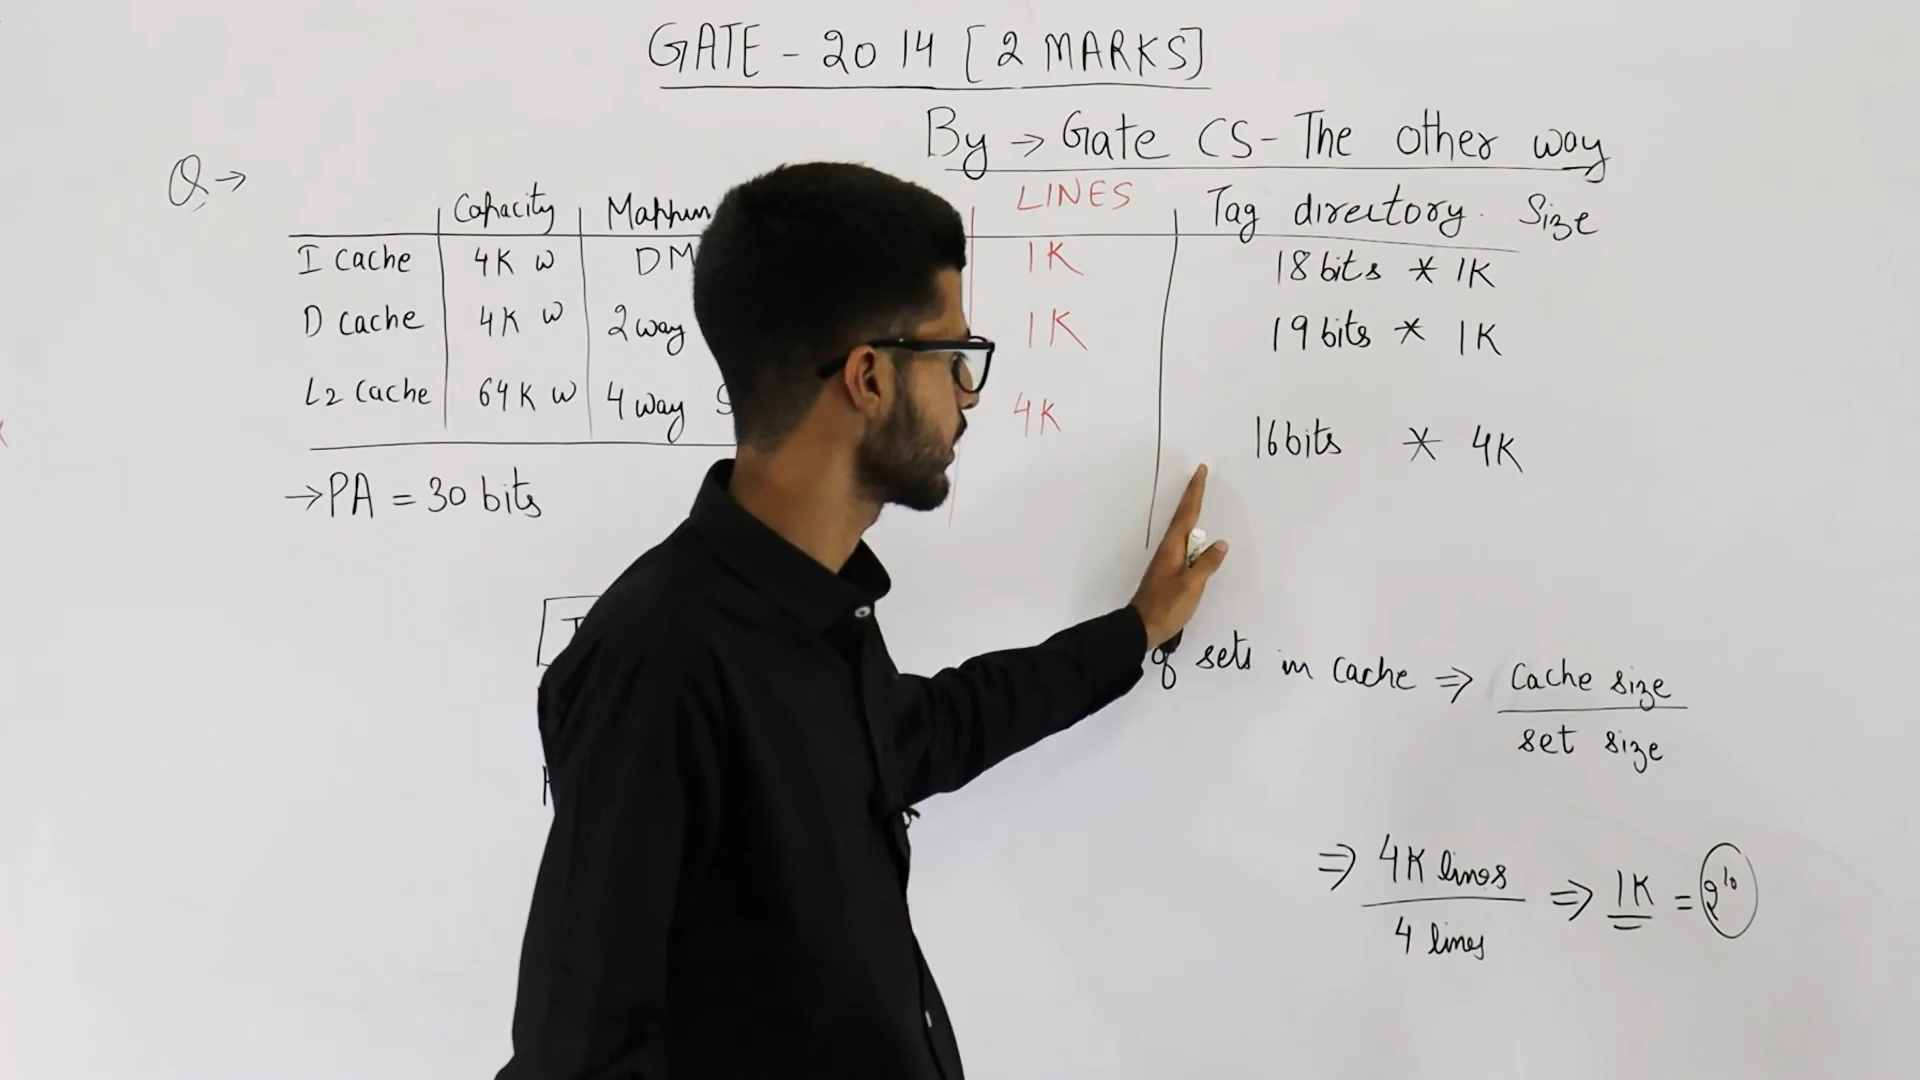 GATE - 2014 [2 MARKS]
By → Gate CS - The other way
Q →
Capacity Mappin LINES Tag directory Size
I cache 4K w DM 1K 18 bits * 1K
D cache 4K w 2 way 1K 19 bits * 1K
L2 cache 64K w 4 way S 4K 16 bits * 4K
→ PA = 30 bits
of sets in cache ⇒ Cache size
set size
⇒ 4K lines ⇒ 1K = 2^10
4 lines